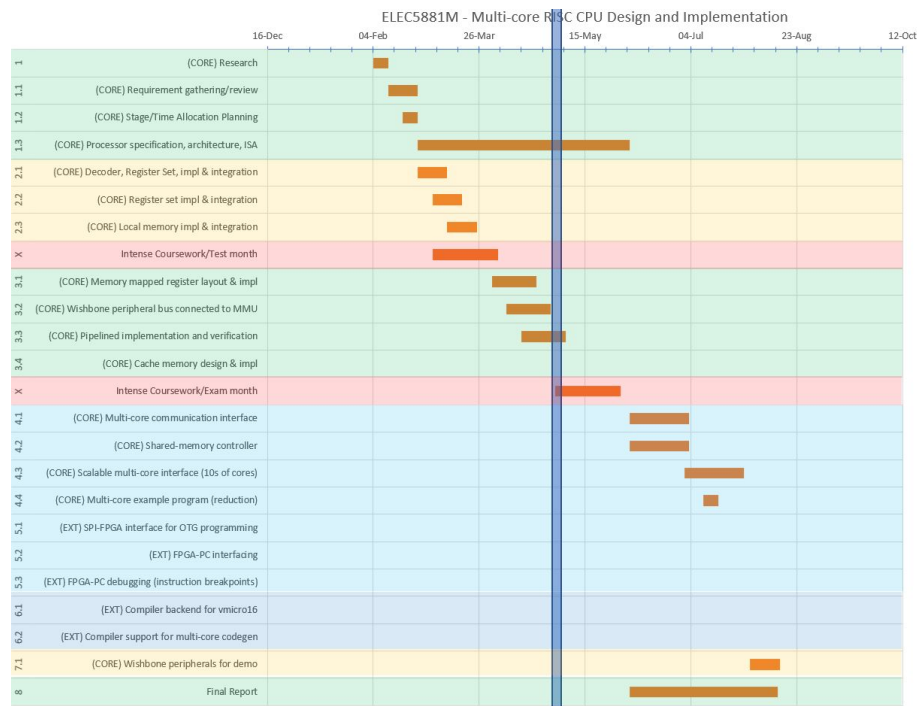 ELEC5881M - Multi-core RISC CPU Design and Implementation
16-Dec 04-Feb 26-Mar 15-May 04-Jul 23-Aug 12-Oct
1 (CORE) Research
1.1 (CORE) Requirement gathering/review
1.2 (CORE) Stage/Time Allocation Planning
1.3 (CORE) Processor specification, architecture, ISA
2.1 (CORE) Decoder, Register Set, impl & integration
2.2 (CORE) Register set impl & integration
2.3 (CORE) Local memory impl & integration
X Intense Coursework/Test month
3.1 (CORE) Memory mapped register layout & impl
3.2 (CORE) Wishbone peripheral bus connected to MMU
3.3 (CORE) Pipelined implementation and verification
3.4 (CORE) Cache memory design & impl
X Intense Coursework/Exam month
4.1 (CORE) Multi-core communication interface
4.2 (CORE) Shared-memory controller
4.3 (CORE) Scalable multi-core interface (10s of cores)
4.4 (CORE) Multi-core example program (reduction)
5.1 (EXT) SPI-FPGA interface for OTG programming
5.2 (EXT) FPGA-PC interfacing
5.3 (EXT) FPGA-PC debugging (instruction breakpoints)
6.1 (EXT) Compiler backend for vmicro16
6.2 (EXT) Compiler support for multi-core codegen
7.1 (CORE) Wishbone peripherals for demo
8 Final Report